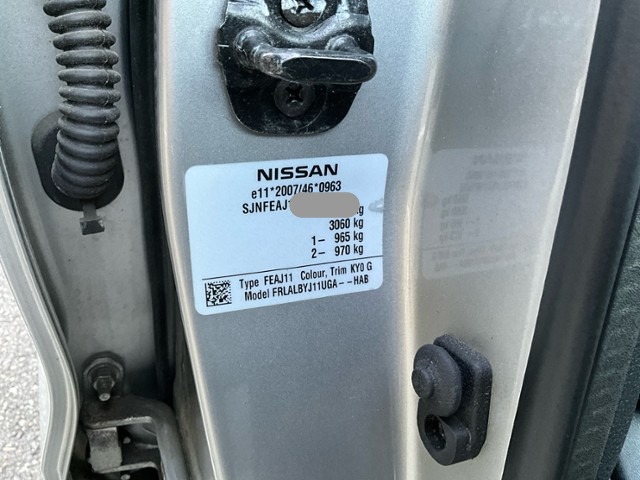 NISSAN
e11*2007/46*0963
SJNFEAJ1
kg
3060 kg
1- 965 kg
2- 970 kg
Type FEAJ11 Colour, Trim KY0 G
Model FRLALBYJ11UGA- -HAB